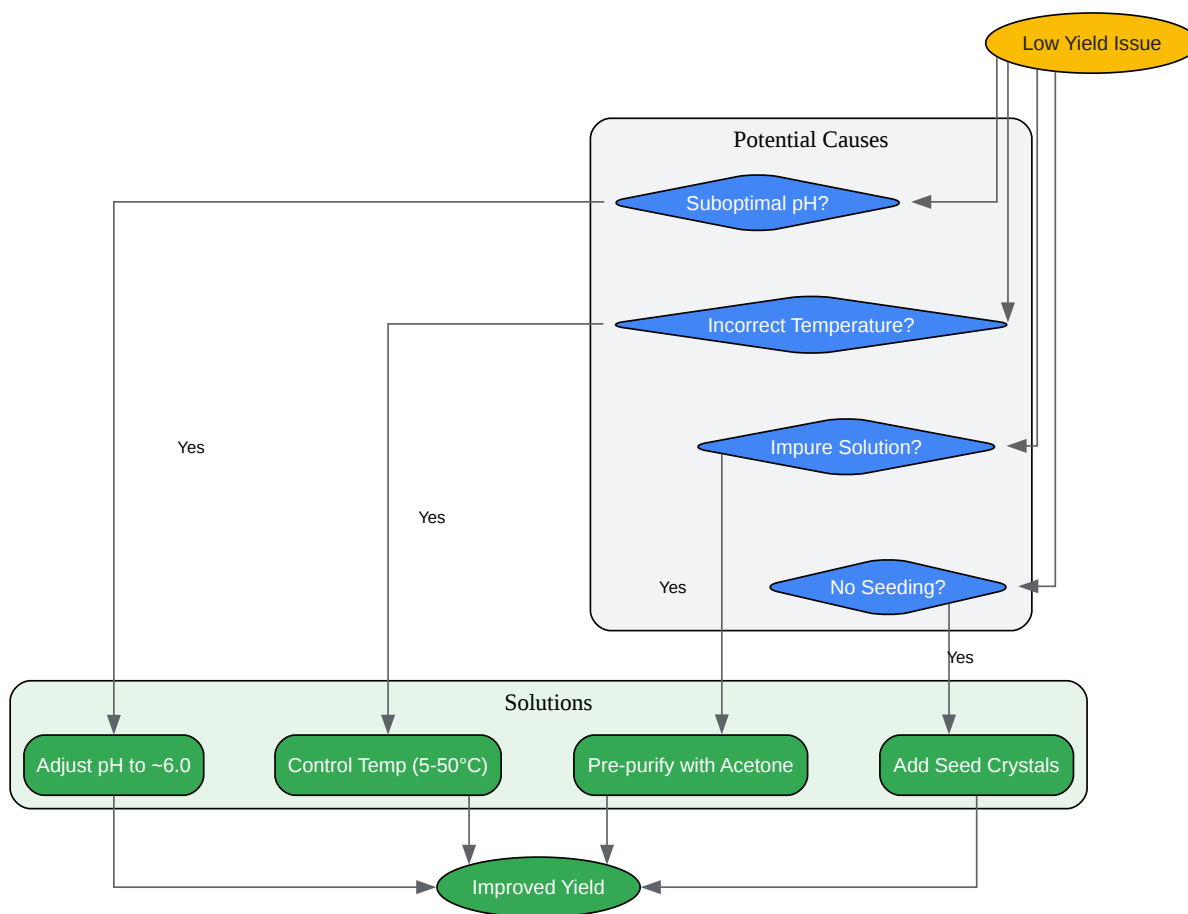 Low Yield Issue
Potential Causes
Suboptimal pH?
Incorrect Temperature?
Yes
Impure Solution?
Yes
Yes
No Seeding?
Yes
Solutions
Adjust pH to ~6.0
Control Temp (5-50°C)
Pre-purify with Acetone
Add Seed Crystals
Improved Yield